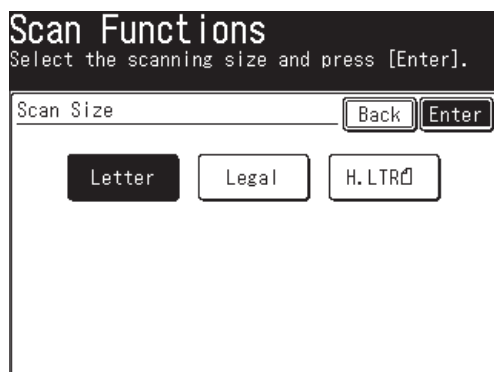 Scan Functions
Select the scanning size and press [Enter].
Scan Size
Back Enter
Letter Legal H.LTR